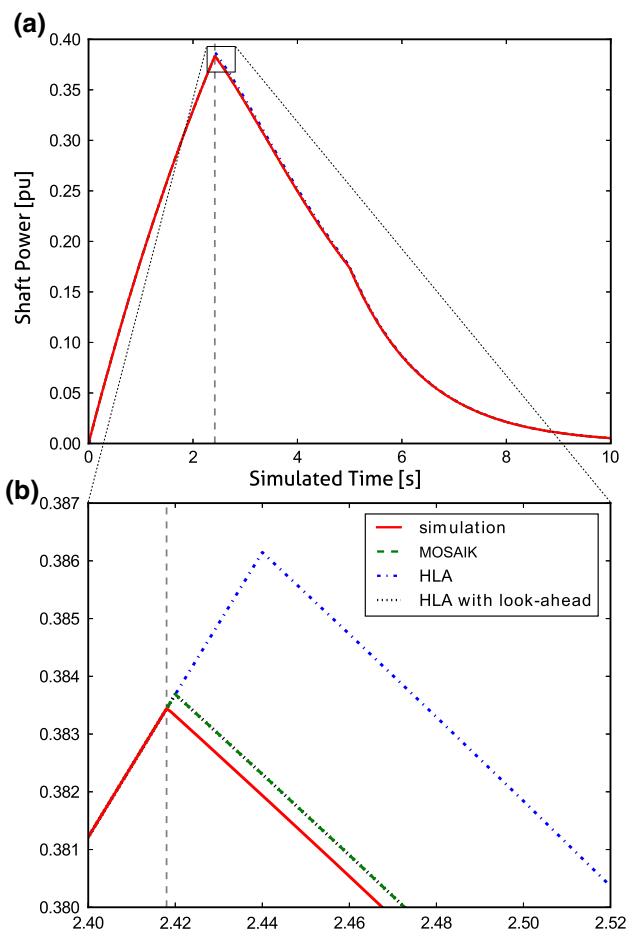 (a)
0.40
0.35
0.30
0.25
0.20
0.15
0.10
0.05
0.00
Shaft Power [pu]
0 2 4 6 8 10
Simulated Time [s]
(b)
0.387
0.386
0.385
0.384
0.383
0.382
0.381
0.380
simulation
MOSAIK
HLA
HLA with look-ahead
2.40 2.42 2.44 2.46 2.48 2.50 2.52